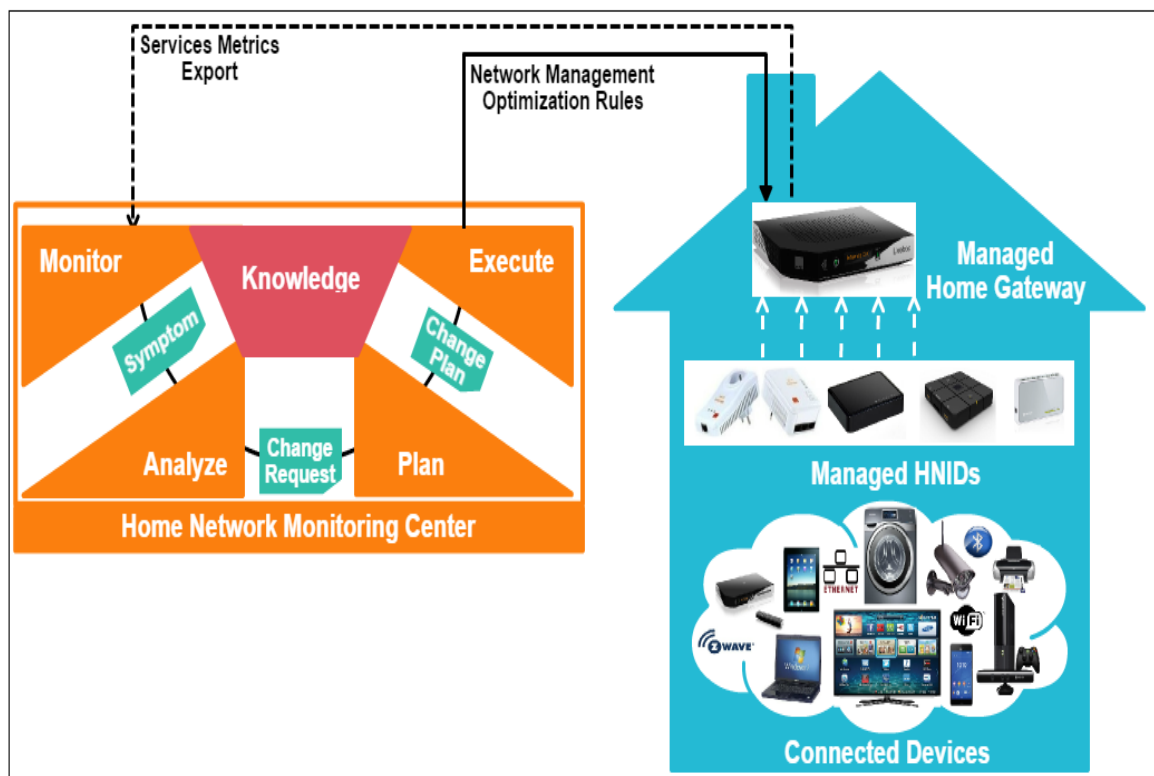 Services Metrics
Export
Network Management
Optimization Rules
Monitor
Knowledge
Execute
Symptom
Change
Plan
Analyze
Change
Request
Plan
Home Network Monitoring Center
Managed
Home Gateway
Managed HNIDs
ETHERNET
WiFi
Z WAVE
Windows
Connected Devices